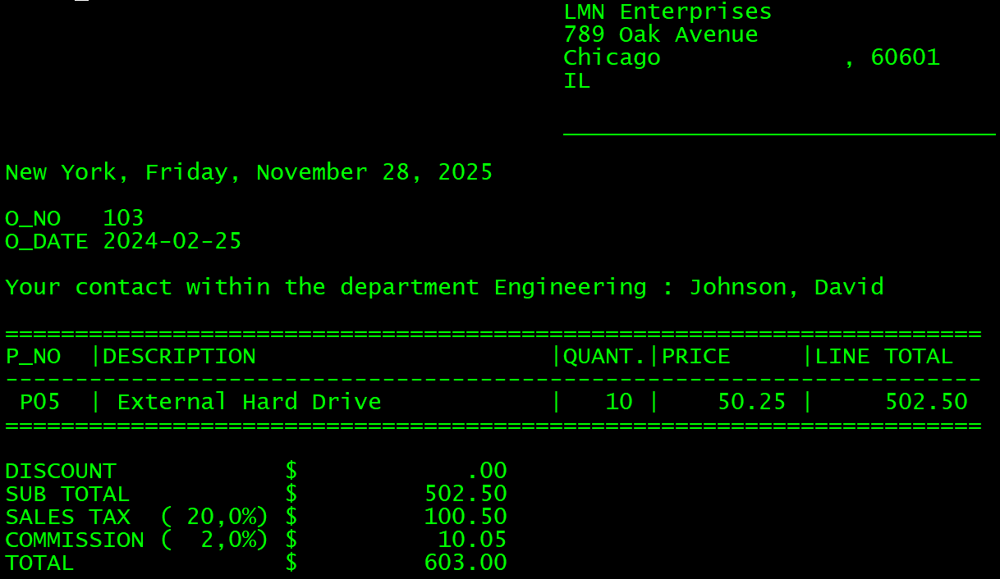 LMN Enterprises
789 Oak Avenue
Chicago , 60601
IL
New York, Friday, November 28, 2025
O_NO 103
O_DATE 2024-02-25
Your contact within the department Engineering : Johnson, David
======================================================================
P_NO |DESCRIPTION |QUANT.|PRICE |LINE TOTAL
----------------------------------------------------------------------
P05 | External Hard Drive | 10 | 50.25 | 502.50
======================================================================
DISCOUNT $ .00
SUB TOTAL $ 502.50
SALES TAX ( 20,0%) $ 100.50
COMMISSION ( 2,0%) $ 10.05
TOTAL $ 603.00